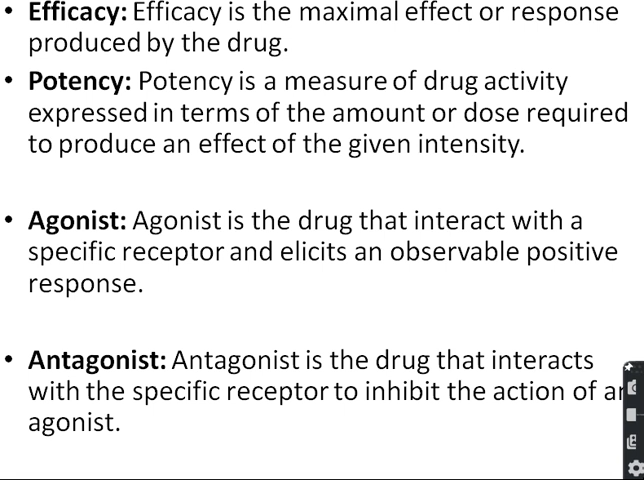 • Efficacy: Efficacy is the maximal effect or response
produced by the drug.
• Potency: Potency is a measure of drug activity
expressed in terms of the amount or dose required
to produce an effect of the given intensity.
• Agonist: Agonist is the drug that interact with a
specific receptor and elicits an observable positive
response.
• Antagonist: Antagonist is the drug that interacts
with the specific receptor to inhibit the action of
agonist.